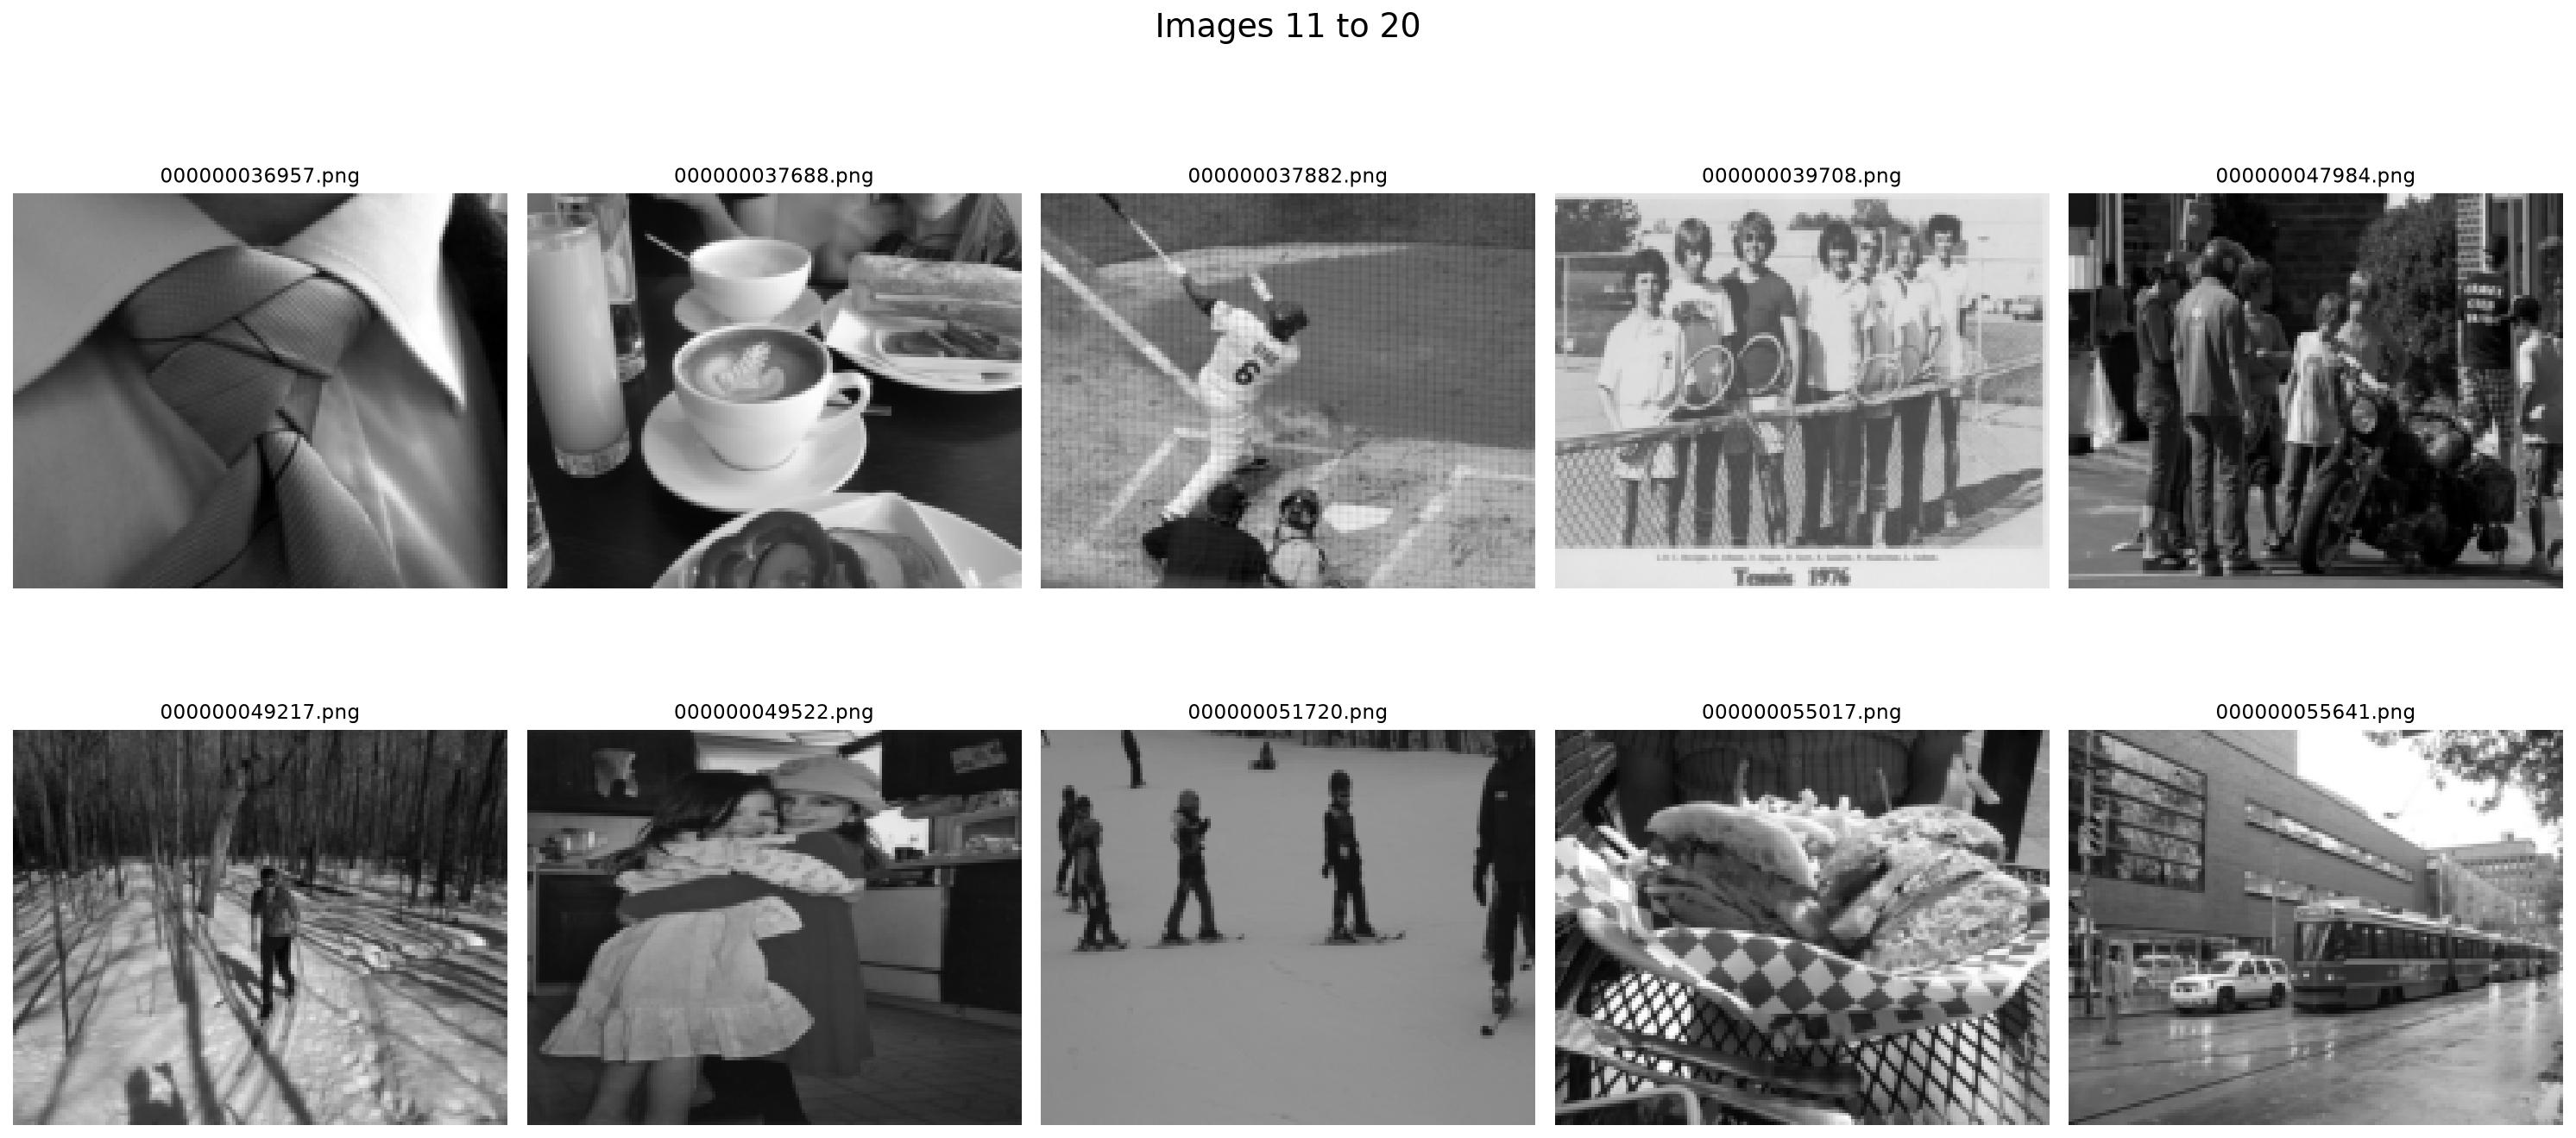 Images 11 to 20
000000036957.png
000000037688.png
000000037882.png
000000039708.png
000000047984.png
6
Tennis 1976
000000049217.png
000000049522.png
000000051720.png
000000055017.png
000000055641.png